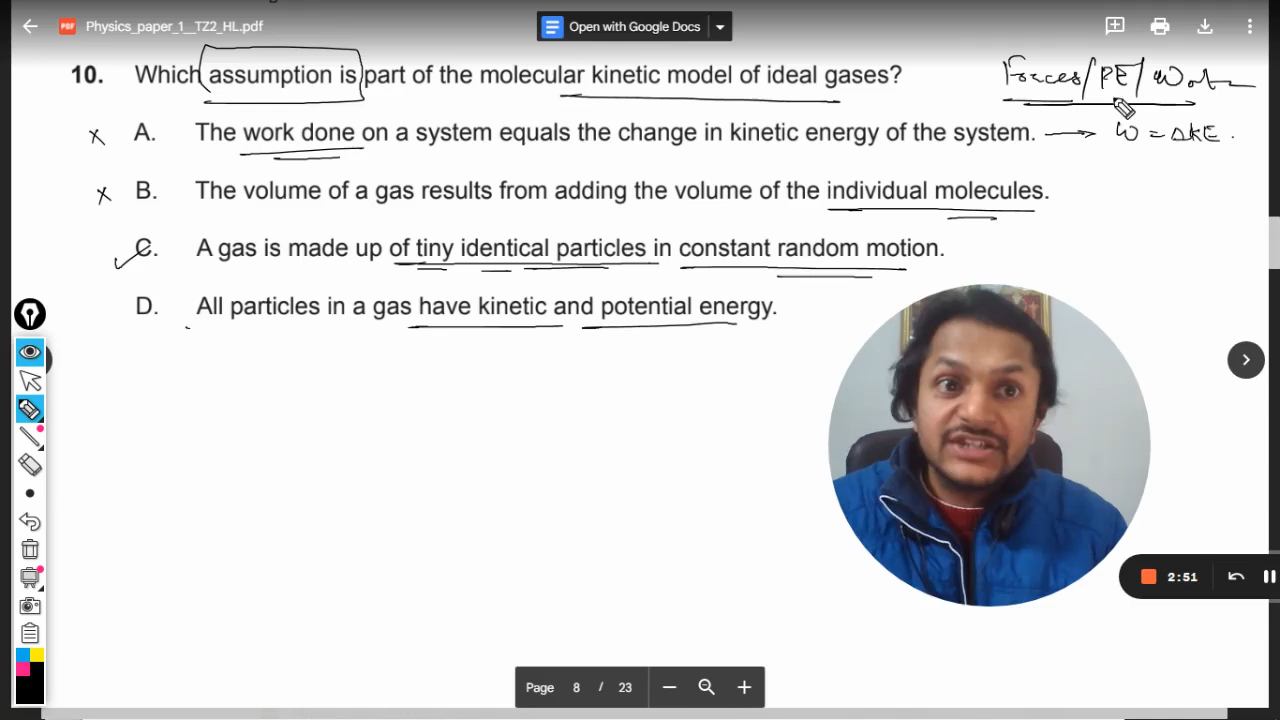 Physics_paper_1__TZ2_HL.pdf
Open with Google Docs
10. Which assumption is part of the molecular kinetic model of ideal gases?
Forces/PE/Work
x A. The work done on a system equals the change in kinetic energy of the system. → W = ΔKE.
x B. The volume of a gas results from adding the volume of the individual molecules.
✓ C. A gas is made up of tiny identical particles in constant random motion.
D. All particles in a gas have kinetic and potential energy.
2:51
Page 8 / 23